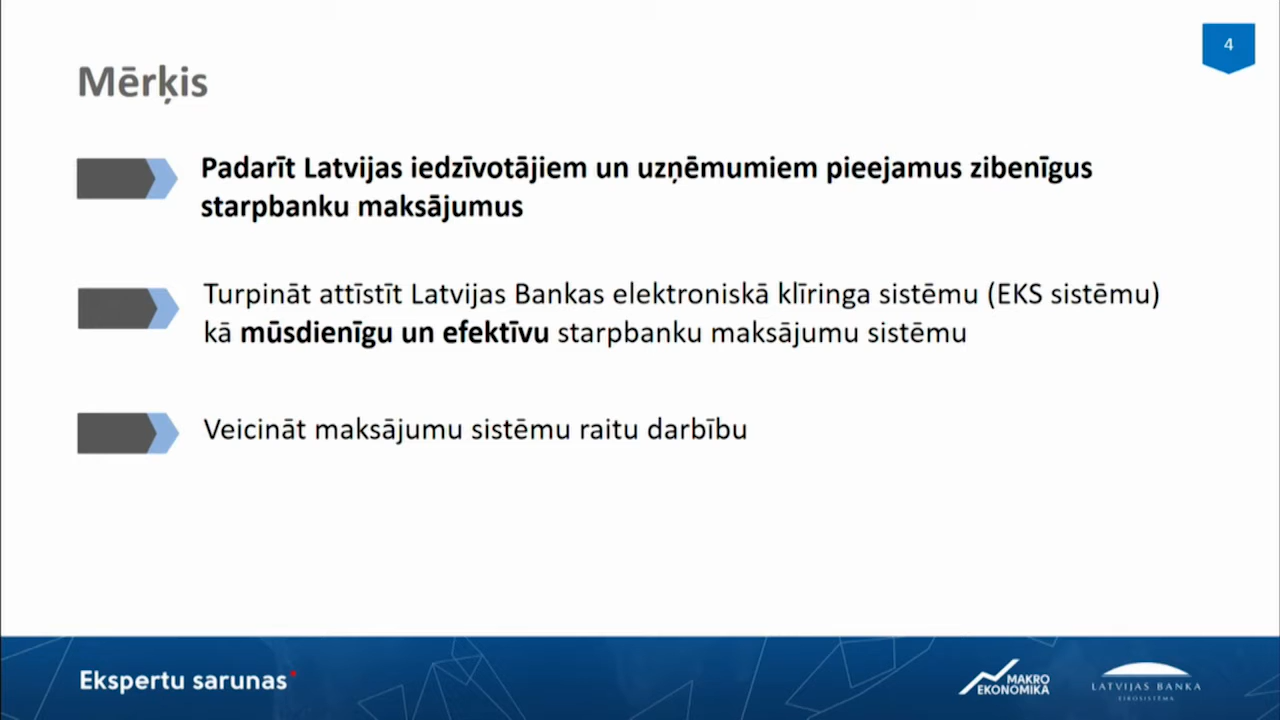 4
Mērķis
Padarīt Latvijas iedzīvotājiem un uzņēmumiem pieejamus zibenīgus
starpbanku maksājumus
Turpināt attīstīt Latvijas Bankas elektroniskā klīringa sistēmu (EKS sistēmu)
kā mūsdienīgu un efektīvu starpbanku maksājumu sistēmu
Veicināt maksājumu sistēmu raitu darbību
Ekspertu sarunas
MAKRO
EKONOMIKA
LATVIJAS BANKA
EIROSISTĒMA